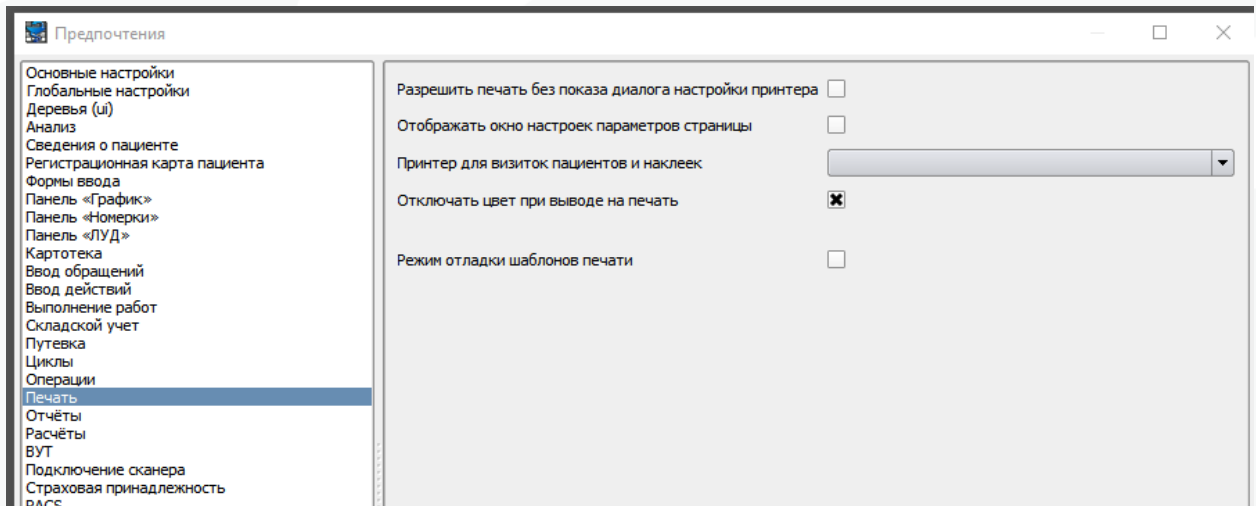 Предпочтения
Основные настройки
Глобальные настройки
Деревья (ui)
Анализ
Сведения о пациенте
Регистрационная карта пациента
Формы ввода
Панель «График»
Панель «Номерки»
Панель «ЛУД»
Картотека
Ввод обращений
Ввод действий
Выполнение работ
Складской учет
Путевка
Циклы
Операции
Печать
Отчёты
Расчёты
ВУТ
Подключение сканера
Страховая принадлежность
PACS
Разрешить печать без показа диалога настройки принтера
Отображать окно настроек параметров страницы
Принтер для визиток пациентов и наклеек
Отключать цвет при выводе на печать
Режим отладки шаблонов печати